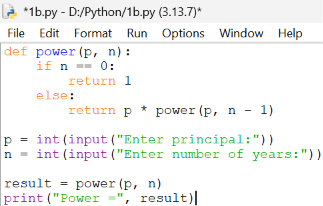 *1b.py - D:/Python/1b.py (3.13.7)*
File Edit Format Run Options Window Help
def power(p, n):
    if n == 0:
        return 1
    else:
        return p * power(p, n - 1)

p = int(input("Enter principal:"))
n = int(input("Enter number of years:"))

result = power(p, n)
print("Power =", result)